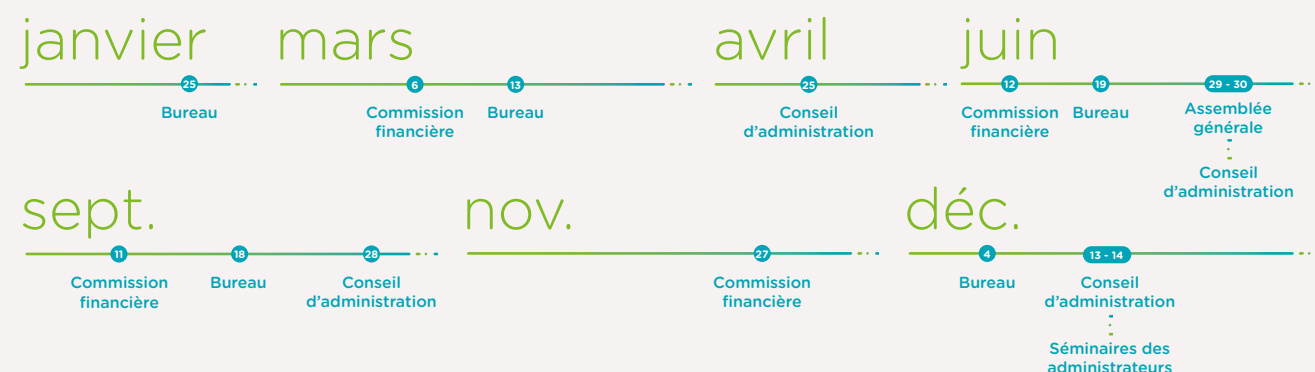 janvier
25
Bureau
mars
6
Commission
financière
13
Bureau
avril
25
Conseil
d'administration
juin
12
Commission
financière
19
Bureau
29 - 30
Assemblée
générale
Conseil
d'administration
sept.
11
Commission
financière
18
Bureau
28
Conseil
d'administration
nov.
27
Commission
financière
déc.
4
Bureau
13 - 14
Conseil
d'administration
Séminaires des
administrateurs